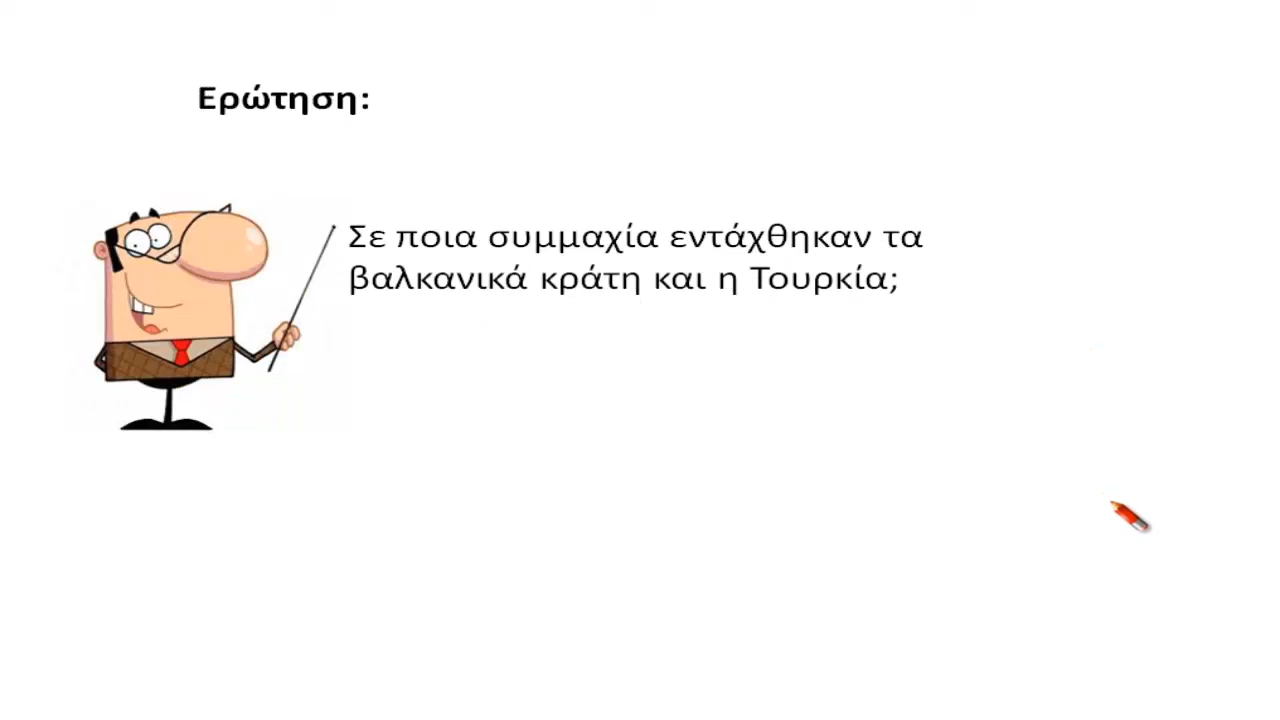 Ερώτηση:
Σε ποια συμμαχία εντάχθηκαν τα
βαλκανικά κράτη και η Τουρκία;